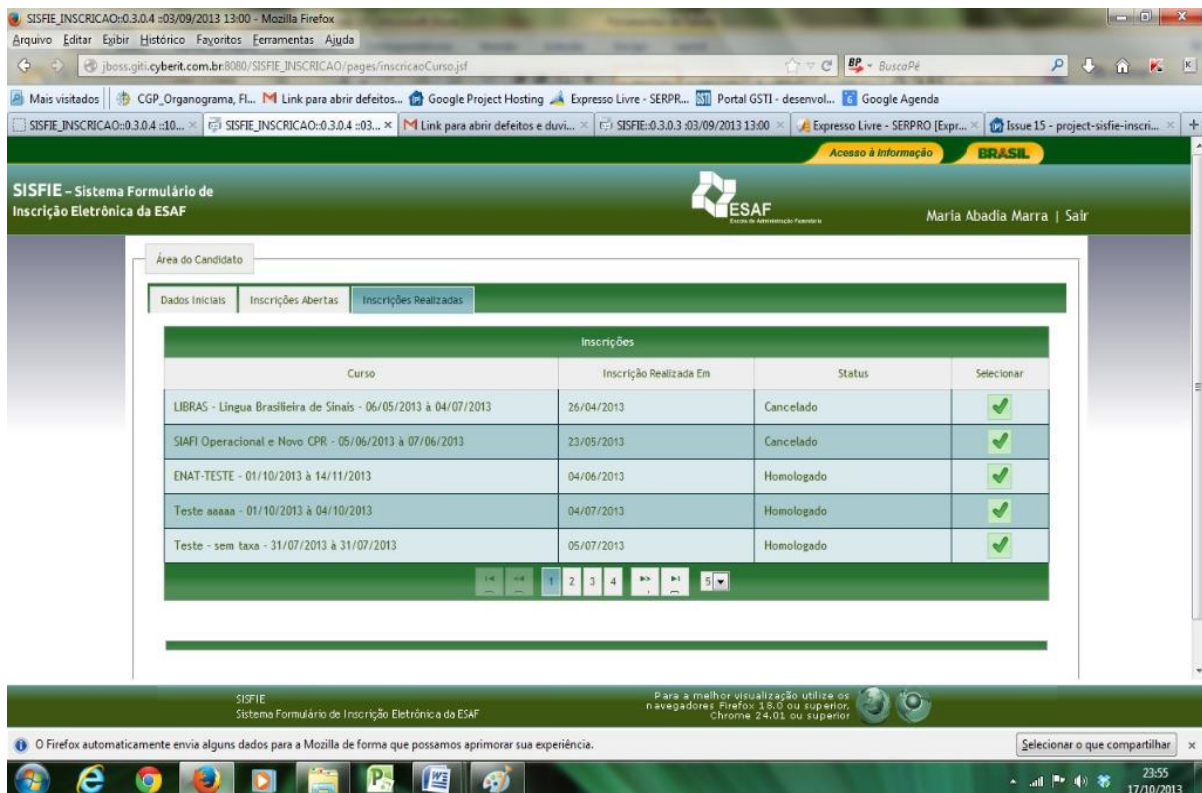 SISFIE_INSCRICAO::0.3.0.4 ::03/09/2013 13:00 - Mozilla Firefox
Arquivo Editar Exibir Histórico Favoritos Ferramentas Ajuda
jboss.giti.cyberit.com.br:8080/SISFIE_INSCRICAO/pages/inscricaoCurso.jsf
BP BuscaPé
Mais visitados CGP_Organograma, Fl... Link para abrir defeitos... Google Project Hosting Expresso Livre - SERPR... Portal GSTI - desenvol... Google Agenda
SISFIE_INSCRICAO::0.3.0.4 ::10... SISFIE_INSCRICAO::0.3.0.4 ::03... Link para abrir defeitos e duvi... SISFIE::0.3.0.3 :03/09/2013 13:00 Expresso Livre - SERPRO [Expr... Issue 15 - project-sisfie-inscri...
Acesso à Informação BRASIL
SISFIE - Sistema Formulário de
Inscrição Eletrônica da ESAF
ESAF
Escola de Administração Fazendária
Maria Abadia Marra | Sair
Área do Candidato
Dados Iniciais Inscrições Abertas Inscrições Realizadas
Inscrições
Curso Inscrição Realizada Em Status Selecionar
LIBRAS - Lingua Brasilieira de Sinais - 06/05/2013 à 04/07/2013 26/04/2013 Cancelado
SIAFI Operacional e Novo CPR - 05/06/2013 à 07/06/2013 23/05/2013 Cancelado
ENAT-TESTE - 01/10/2013 à 14/11/2013 04/06/2013 Homologado
Teste aaaaa - 01/10/2013 à 04/10/2013 04/07/2013 Homologado
Teste - sem taxa - 31/07/2013 à 31/07/2013 05/07/2013 Homologado
1 2 3 4 5
SISFIE
Sistema Formulário de Inscrição Eletrônica da ESAF
Para a melhor visualização utilize os
navegadores Firefox 18.0 ou superior,
Chrome 24.01 ou superior
O Firefox automaticamente envia alguns dados para a Mozilla de forma que possamos aprimorar sua experiência.
Selecionar o que compartilhar
23:55
17/10/2013